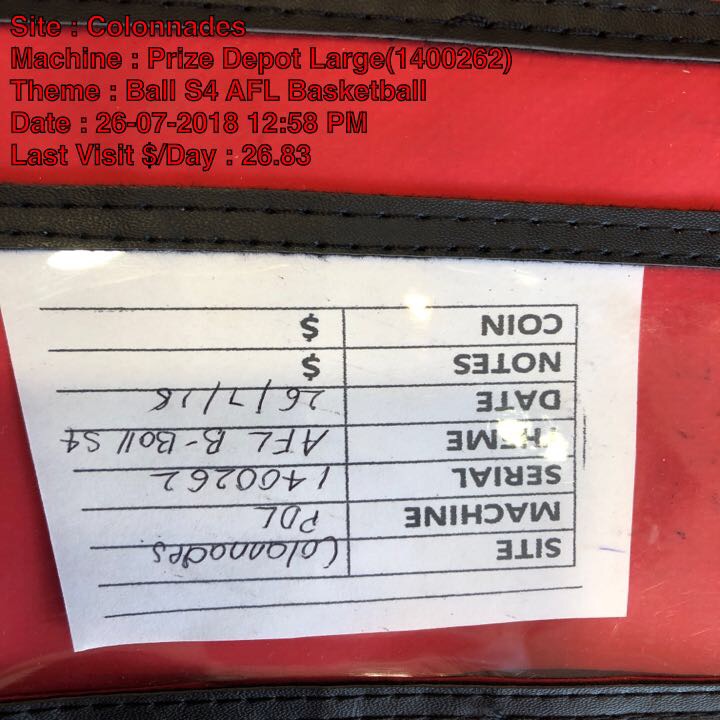 Site : Colonnades
Machine : Prize Depot Large(1400262)
Theme : Ball S4 AFL Basketball
Date : 26-07-2018 12:58 PM
Last Visit $/Day : 26.83
SITE Colonnades
MACHINE PDL
SERIAL 1400262
THEME AFL B-Ball S4
DATE 26/7/18
NOTES $
COIN $